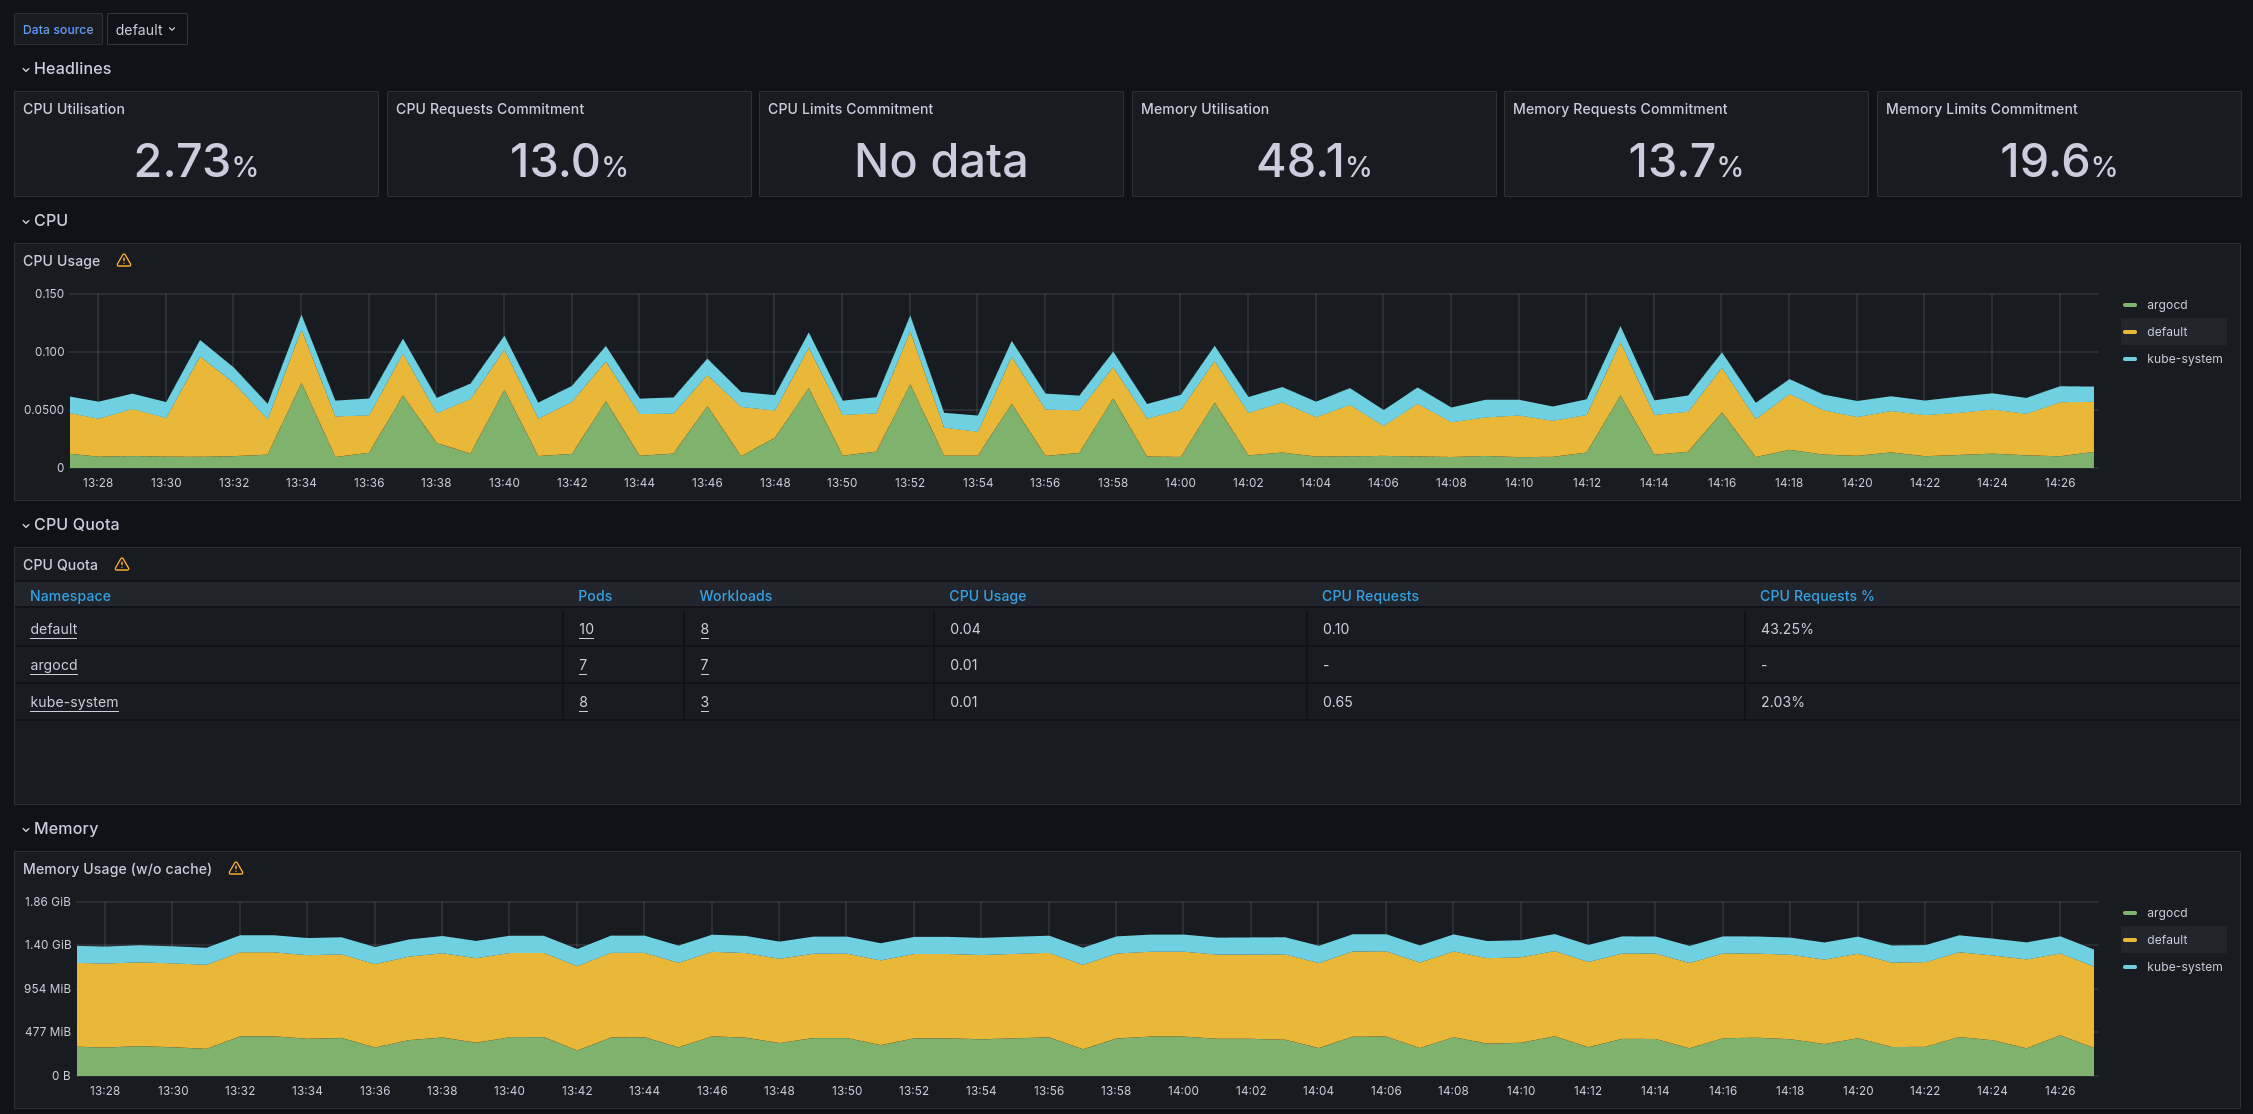 Data source default
Headlines
CPU Utilisation CPU Requests Commitment CPU Limits Commitment Memory Utilisation Memory Requests Commitment Memory Limits Commitment
2.73% 13.0% No data 48.1% 13.7% 19.6%
CPU
CPU Usage
0.150
0.100
0.0500
0
13:28 13:30 13:32 13:34 13:36 13:38 13:40 13:42 13:44 13:46 13:48 13:50 13:52 13:54 13:56 13:58 14:00 14:02 14:04 14:06 14:08 14:10 14:12 14:14 14:16 14:18 14:20 14:22 14:24 14:26
argocd
default
kube-system
CPU Quota
CPU Quota
Namespace Pods Workloads CPU Usage CPU Requests CPU Requests %
default 10 8 0.04 0.10 43.25%
argocd 7 7 0.01 - -
kube-system 8 3 0.01 0.65 2.03%
Memory
Memory Usage (w/o cache)
1.86 GiB
1.40 GiB
954 MiB
477 MiB
0 B
13:28 13:30 13:32 13:34 13:36 13:38 13:40 13:42 13:44 13:46 13:48 13:50 13:52 13:54 13:56 13:58 14:00 14:02 14:04 14:06 14:08 14:10 14:12 14:14 14:16 14:18 14:20 14:22 14:24 14:26
argocd
default
kube-system